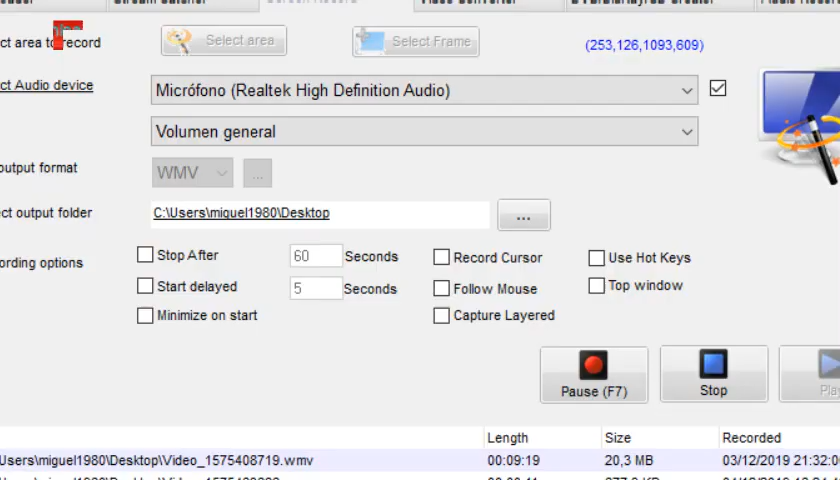 Screen Record
ct area to record
Select area
Select Frame
(253,126,1093,609)
ct Audio device
Micrófono (Realtek High Definition Audio)
Volumen general
output format
WMV
...
ect output folder
C:\Users\miguel1980\Desktop
...
ording options
Stop After
60
Seconds
Record Cursor
Use Hot Keys
Start delayed
5
Seconds
Follow Mouse
Top window
Minimize on start
Capture Layered
Pause (F7)
Stop
Play
Length
Size
Recorded
Users\miguel1980\Desktop\Video_1575408719.wmv
00:09:19
20,3 MB
03/12/2019 21:32:0